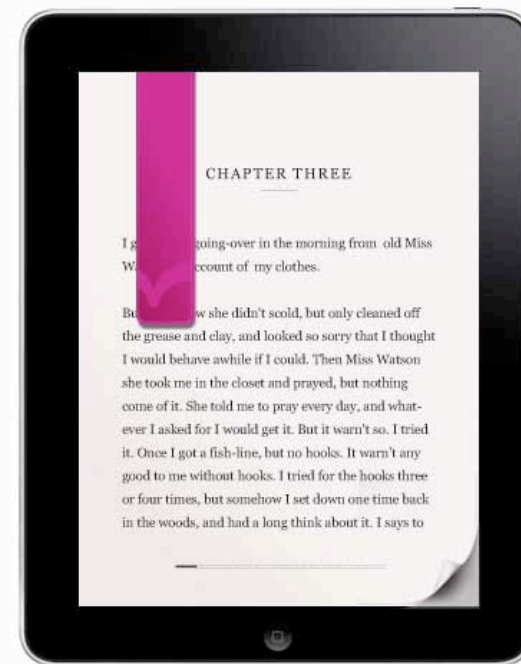 CHAPTER THREE
I going-over in the morning from old Miss
of my clothes.
she didn't scold, but only cleaned off
the grease and clay, and looked so sorry that I thought
I would behave awhile if I could. Then Miss Watson
she took me in the closet and prayed, but nothing
come of it. She told me to pray every day, and what-
ever I asked for I would get it. But it warn't so. I tried
it. Once I got a fish-line, but no hooks. It warn't any
good to me without hooks. I tried for the hooks three
or four times, but somehow I set down one time back
in the woods, and had a long think about it. I says to